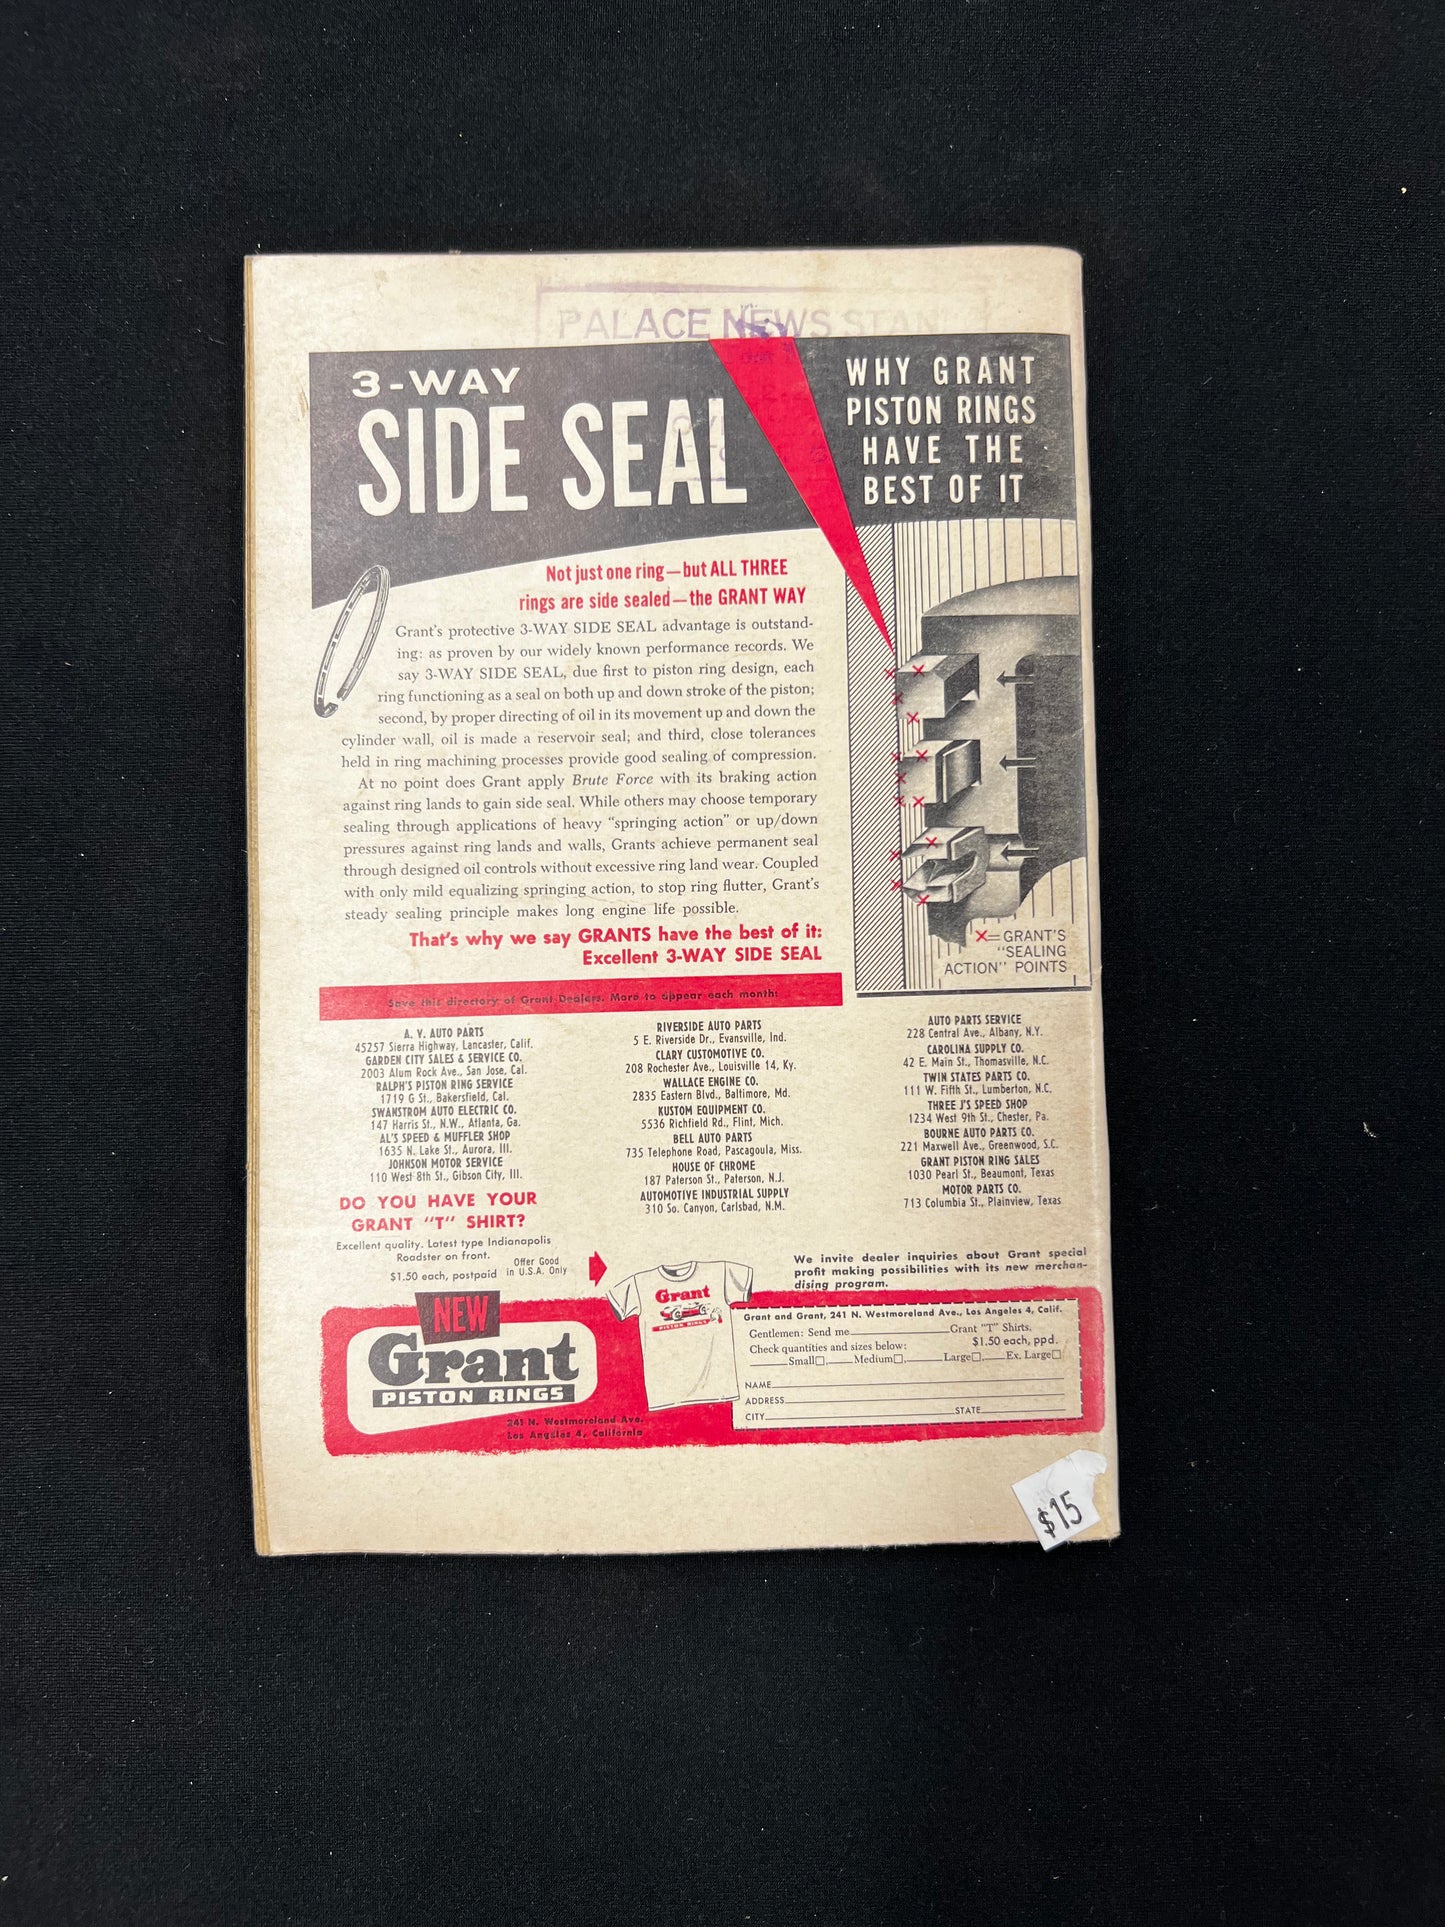 PALACE NEWS STAN
3-WAY
SIDE SEAL
WHY GRANT
PISTON RINGS
HAVE THE
BEST OF IT
Not just one ring—but ALL THREE
rings are side sealed—the GRANT WAY
Grant's protective 3-WAY SIDE SEAL advantage is outstand-
ing: as proven by our widely known performance records. We
say 3-WAY SIDE SEAL, due first to piston ring design, each
ring functioning as a seal on both up and down stroke of the piston;
second, by proper directing of oil in its movement up and down the
cylinder wall, oil is made a reservoir seal; and third, close tolerances
held in ring machining processes provide good sealing of compression.
At no point does Grant apply Brute Force with its braking action
against ring lands to gain side seal. While others may choose temporary
sealing through applications of heavy "springing action" or up/down
pressures against ring lands and walls, Grants achieve permanent seal
through designed oil controls without excessive ring land wear. Coupled
with only mild equalizing springing action, to stop ring flutter, Grant's
steady sealing principle makes long engine life possible.
That's why we say GRANTS have the best of it:
Excellent 3-WAY SIDE SEAL
X=GRANT'S
"SEALING
ACTION" POINTS
Save this directory of Grant Dealers. More to appear each month:
A. V. AUTO PARTS
45257 Sierra Highway, Lancaster, Calif.
GARDEN CITY SALES & SERVICE CO.
2003 Alum Rock Ave., San Jose, Cal.
RALPH'S PISTON RING SERVICE
1719 G St., Bakersfield, Cal.
SWANSTROM AUTO ELECTRIC CO.
147 Harris St., N.W., Atlanta, Ga.
AL'S SPEED & MUFFLER SHOP
1635 N. Lake St., Aurora, Ill.
JOHNSON MOTOR SERVICE
110 West 8th St., Gibson City, Ill.
RIVERSIDE AUTO PARTS
5 E. Riverside Dr., Evansville, Ind.
CLARY CUSTOMOTIVE CO.
208 Rochester Ave., Louisville 14, Ky.
WALLACE ENGINE CO.
2835 Eastern Blvd., Baltimore, Md.
KUSTOM EQUIPMENT CO.
5536 Richfield Rd., Flint, Mich.
BELL AUTO PARTS
735 Telephone Road, Pascagoula, Miss.
HOUSE OF CHROME
187 Paterson St., Paterson, N.J.
AUTOMOTIVE INDUSTRIAL SUPPLY
310 So. Canyon, Carlsbad, N.M.
AUTO PARTS SERVICE
228 Central Ave., Albany, N.Y.
CAROLINA SUPPLY CO.
42 E. Main St., Thomasville, N.C.
TWIN STATES PARTS CO.
111 W. Fifth St., Lumberton, N.C.
THREE J'S SPEED SHOP
1234 West 9th St., Chester, Pa.
BOURNE AUTO PARTS CO.
221 Maxwell Ave., Greenwood, S.C.
GRANT PISTON RING SALES
1030 Pearl St., Beaumont, Texas
MOTOR PARTS CO.
713 Columbia St., Plainview, Texas
DO YOU HAVE YOUR
GRANT "T" SHIRT?
Excellent quality. Latest type Indianapolis
Roadster on front.
$1.50 each, postpaid
Offer Good
in U.S.A. Only
We invite dealer inquiries about Grant special
profit making possibilities with its new merchan-
dising program.
NEW
Grant
PISTON RINGS
241 N. Westmoreland Ave.
Los Angeles 4, California
Grant
PISTON RINGS
Grant and Grant, 241 N. Westmoreland Ave., Los Angeles 4, Calif.
Gentlemen: Send me Grant "T" Shirts.
Check quantities and sizes below: $1.50 each, ppd.
Small, Medium, Large, Ex. Large
NAME
ADDRESS
CITY STATE
$15